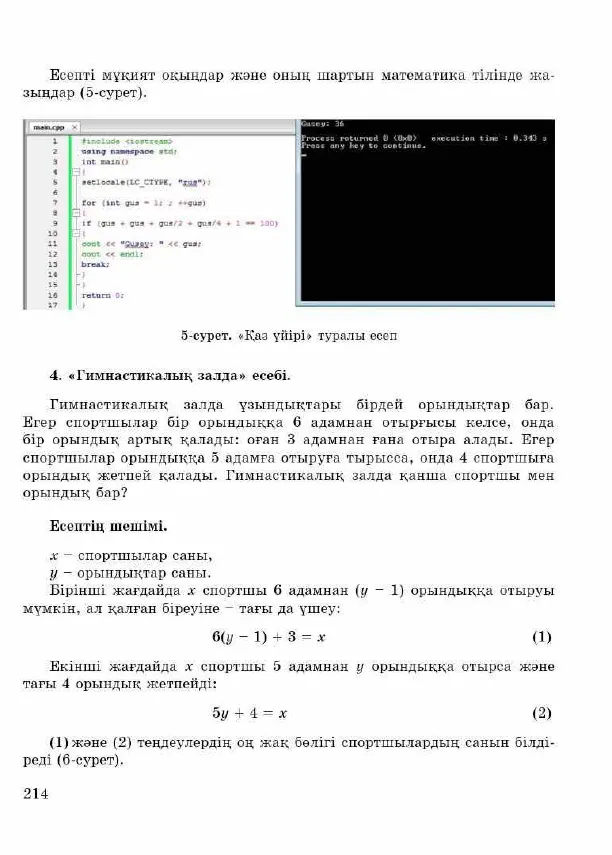 Есепті мұқият оқыңдар және оның шартын математика тілінде жа-
зыңдар (5-сурет).
main.cpp
1 #include <iostream>
2 using namespace std;
3 int main()
4 {
5 setlocale(LC_CTYPE, "rus");
6
7 for (int gus = 1; ; ++gus)
8 {
9 if (gus + gus + gus/2 + gus/4 + 1 == 100)
10 {
11 cout << "Gusey: " << gus;
12 cout << endl;
13 break;
14 }
15 }
16 return 0;
17 }
Gusey: 36
Process returned 0 (0x0) execution time : 0.343 s
Press any key to continue.
5-сурет. «Қаз үйірі» туралы есеп
4. «Гимнастикалық залда» есебі.
Гимнастикалық залда ұзындықтары бірдей орындықтар бар.
Егер спортшылар бір орындыққа 6 адамнан отырғысы келсе, онда
бір орындық артық қалады: оған 3 адамнан ғана отыра алады. Егер
спортшылар орындыққа 5 адамға отыруға тырысса, онда 4 спортшыға
орындық жетпей қалады. Гимнастикалық залда қанша спортшы мен
орындық бар?
Есептің шешімі.
x – спортшылар саны,
y – орындықтар саны.
Бірінші жағдайда x спортшы 6 адамнан (y − 1) орындыққа отыруы
мүмкін, ал қалған біреуіне – тағы да үшеу:
6(y − 1) + 3 = x (1)
Екінші жағдайда x спортшы 5 адамнан y орындыққа отырса және
тағы 4 орындық жетпейді:
5y + 4 = x (2)
(1) және (2) теңдеулердің оң жақ бөлігі спортшылардың санын білді-
реді (6-сурет).
214